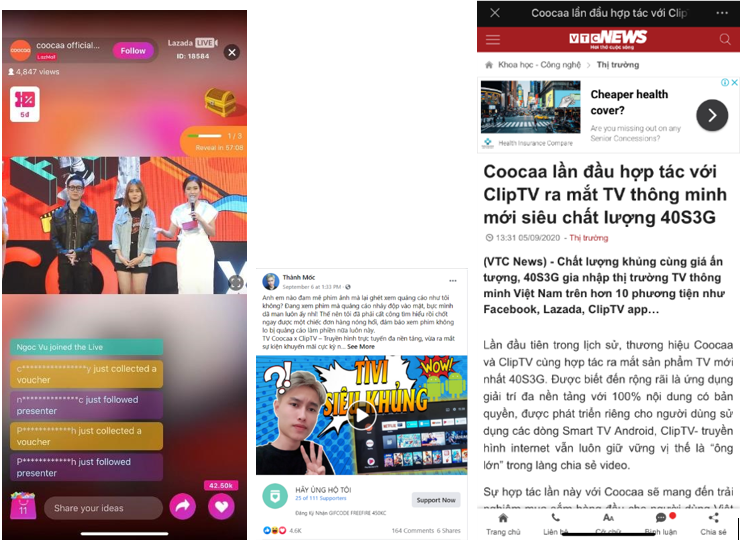 coocaa official...
LazMall
Follow
Lazada LIVE
ID: 18584
4,847 views
5đ
1 / 3
Reveal in 57:08
Ngoc Vu joined the Live
c****************y just collected a
voucher
n***************c just followed
presenter
P************h just collected a
voucher
P************h just followed
presenter
42.50k
11
Share your ideas
Thành Mốc
September 6 at 1:33 PM
Anh em nào đam mê phim ảnh mà lại ghét xem quảng cáo như tôi
không? Đang xem phim mà quảng cáo nhảy độp vào mặt, bực mình
dã man luôn ấy nhỉ! Thế nên tôi đã phải cất công tìm hiểu rồi chốt
ngay được một chiếc đơn hàng nóng hổi, đảm bảo xem phim không
lo bị quảng cáo làm phiền nữa luôn này.
TV Coocaa x ClipTV – Truyền hình trực tuyến đa nền tảng, vừa ra mắt
sự kiện khuyến mãi cực kỳ n... See More
TIVI
SIÊU KHỦNG
WOW!
HÃY ỦNG HỘ TÔI
25 of 111 Supporters
Support Now
Đăng Ký Nhận GIFCODE FREEFIRE 450KC
4.6K
164 Comments 6 Shares
Coocaa lần đầu hợp tác với Clip
VTC NEWS
Mới thế cuộc sống
Khoa học - Công nghệ > Thị trường
Cheaper health
cover?
Are you missing out on any
Senior Concessions?
Health Insurance Compare
Coocaa lần đầu hợp tác với
ClipTV ra mắt TV thông minh
mới siêu chất lượng 40S3G
13:31 05/09/2020 - Thị trường
(VTC News) - Chất lượng khủng cùng giá ấn
tượng, 40S3G gia nhập thị trường TV thông
minh Việt Nam trên hơn 10 phương tiện như
Facebook, Lazada, ClipTV app…
Lần đầu tiên trong lịch sử, thương hiệu Coocaa
và ClipTV cùng hợp tác ra mắt sản phẩm TV mới
nhất 40S3G. Được biết đến rộng rãi là ứng dụng
giải trí đa nền tảng với 100% nội dung có bản
quyền, được phát triển riêng cho người dùng sử
dụng các dòng Smart TV Android, ClipTV- truyền
hình internet vẫn luôn giữ vững vị thế là “ông
lớn” trong làng chia sẻ video.
Sự hợp tác lần này với Coocaa sẽ mang đến trải
Trang chủ
Liên hệ
Cỡ chữ
Bình luận
Chia sẻ